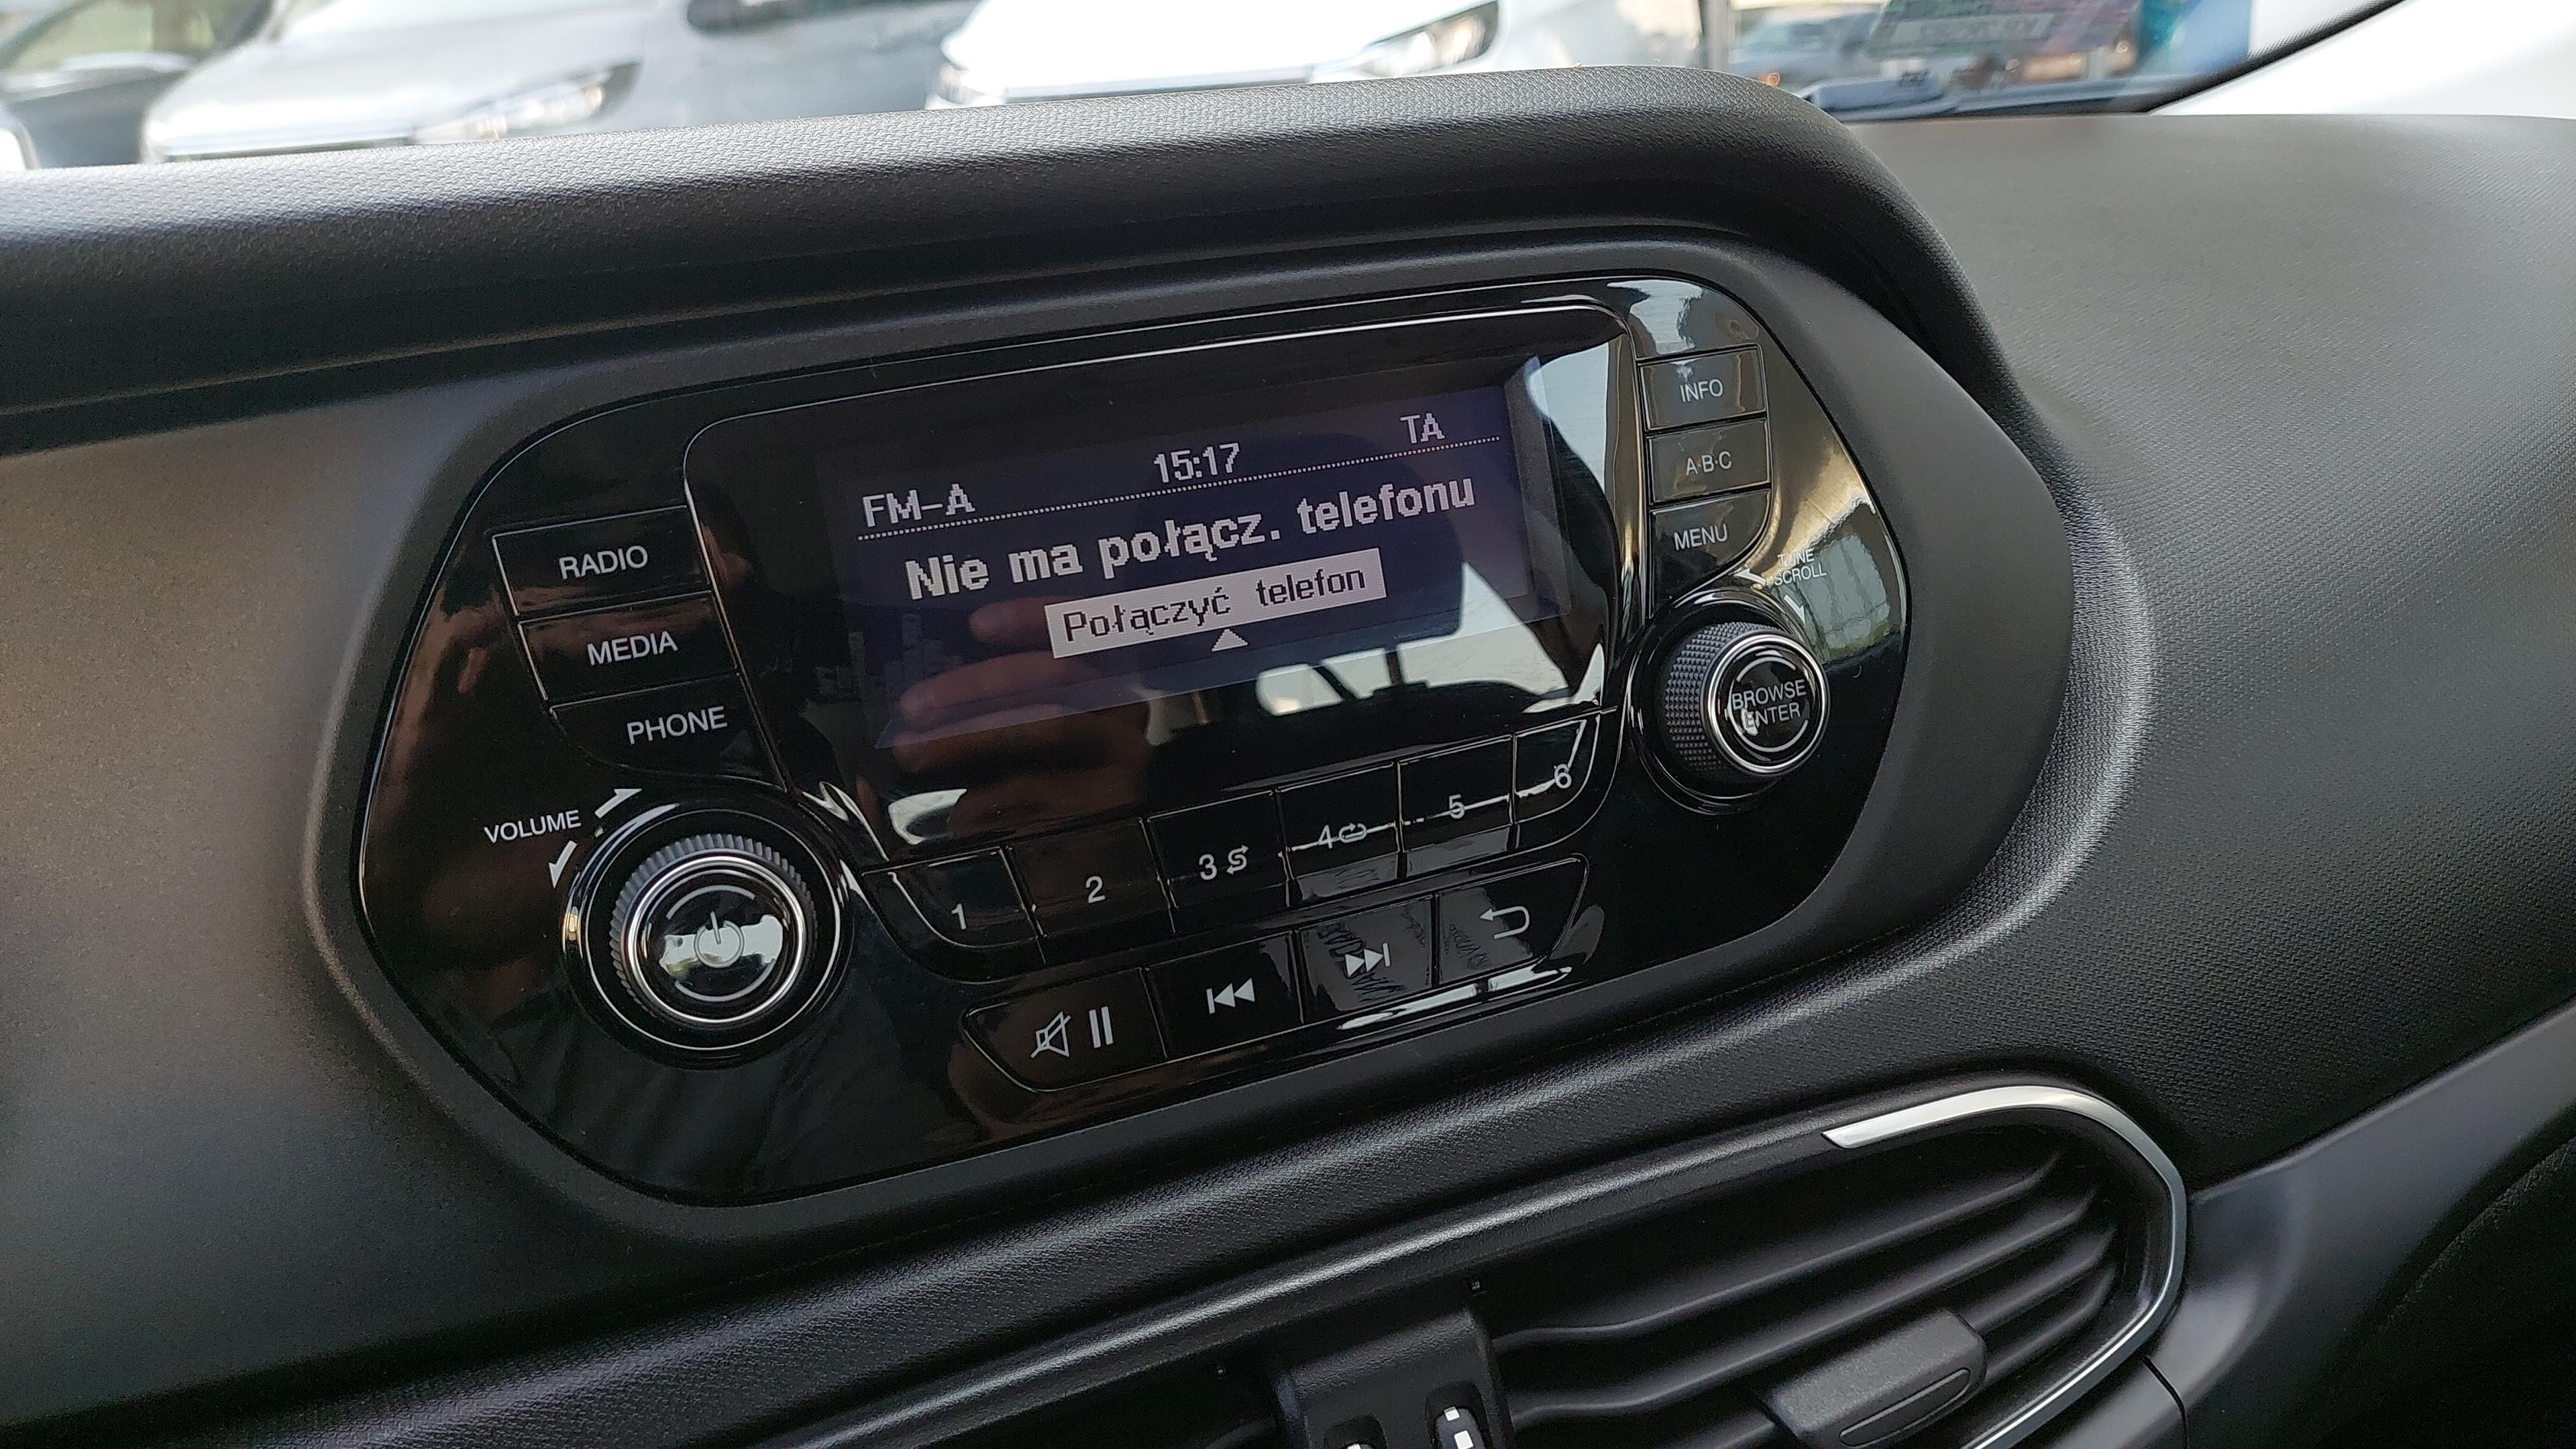 FM-A 15:17 TA
Nie ma połącz. telefonu
Połączyć telefon
RADIO
MEDIA
PHONE
VOLUME
INFO
A·B·C
MENU
TUNE
SCROLL
BROWSE
ENTER
1 2 3 4 5 6